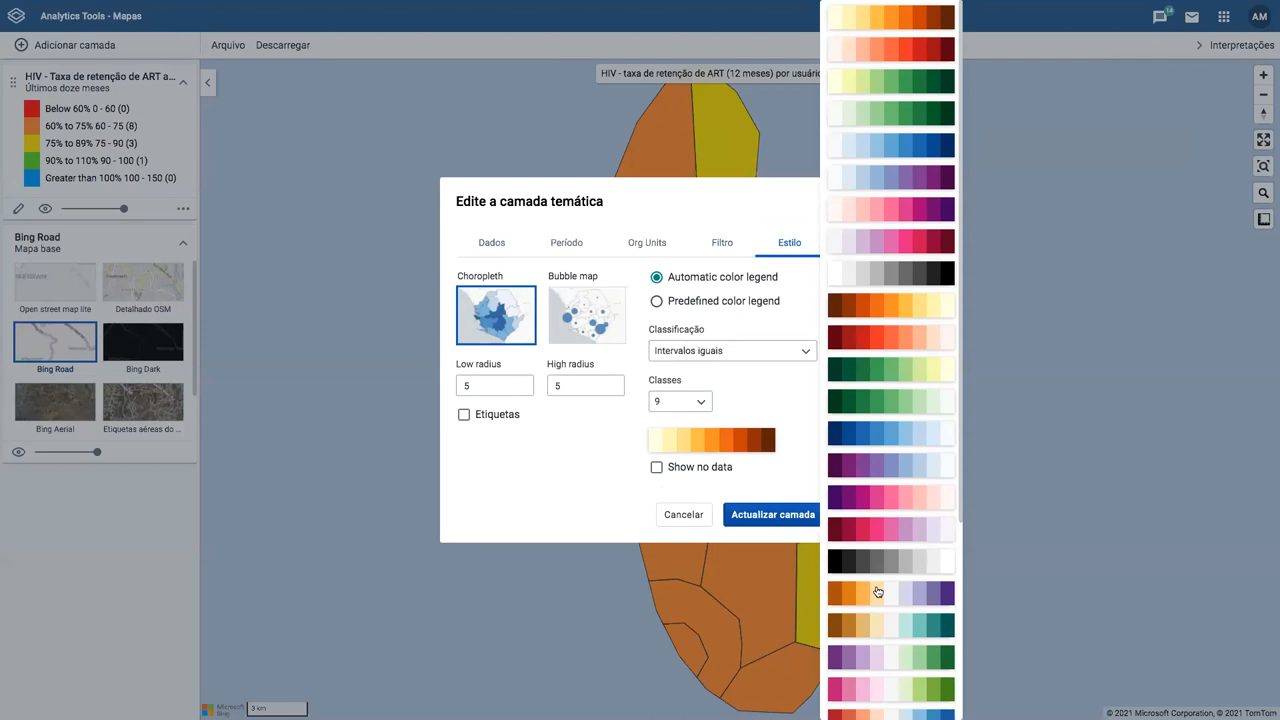 Analytics Tools - Mapas
14
AM
Adicionar camada
Arquivo
Descarregar
Interpretações
- Taxa de retenção de ART a...
Últimos doze meses
Below 60% 0 - 60 (0)
60% to 75% 60 - 75 (8)
75% to 89% 75 - 90 (3)
90% to 110% 90 - 100 (1)
Greater than 100% 110 - 150 (0)
HIV - taxa de retenção de ART (12 meses) por usuário
Bing Road
Mapa base
Open street map lite
Detalhado OSM
Bing Road
Bing Dark
Bing Aerial
Etiquetas aéreas do ...
Edite a camada temática
Dados
Período
Org Units
Filtro
Estilo
Choropleth
Bubble map
Automatic color legend
Predefined color legend
Classificação
Intervalos iguais
Low radius
High radius
5
5
Classes
9
Etiquetas
Show no data
Cancelar
Actualizar camada
Microsoft
Bing
3 km
© 2021 Microsoft Corporation, © 2021 TomTom